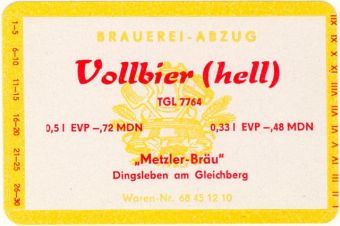 BRAUEREI-ABZUG
Vollbier (hell)
TGL 7764
0,5 l EVP –,72 MDN 0,33 l EVP –,48 MDN
„Metzler-Bräu“
Dingsleben am Gleichberg
Waren-Nr. 68 45 12 10
1–5
6–10
11–15
16–20
21–25
26–30
I II III IV V VI VII VIII IX X XI XII